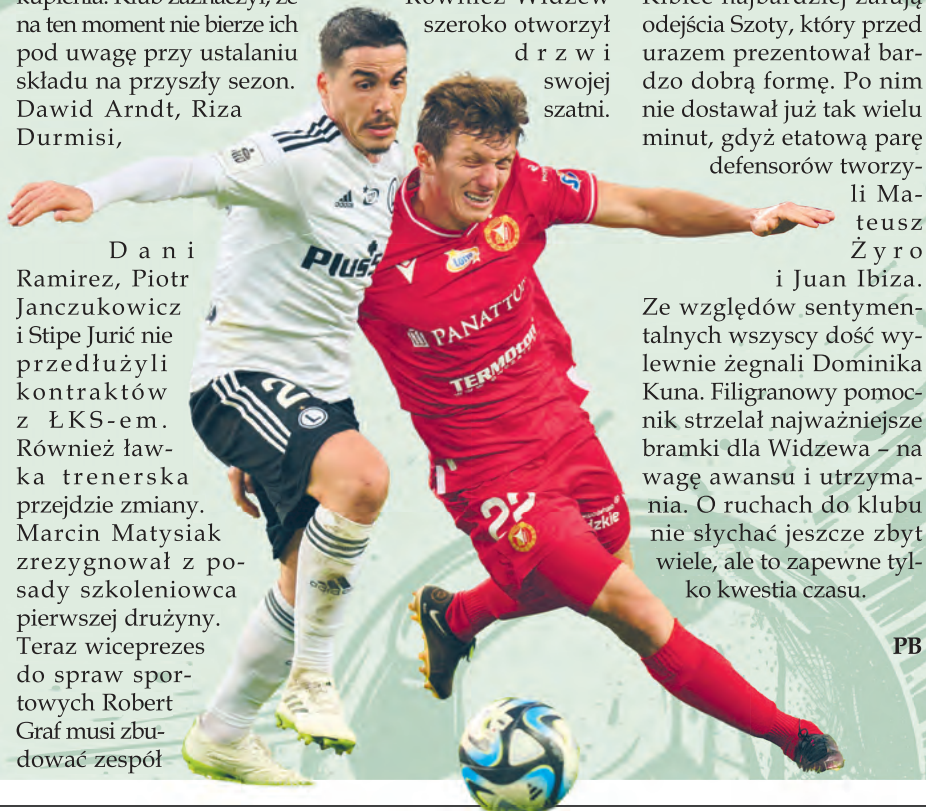 kupienia. Klub zaznaczył, że
na ten moment nie bierze ich
pod uwagę przy ustalaniu
składu na przyszły sezon.
Dawid Arndt, Riza
Durmisi,
Dani
Ramirez, Piotr
Janczukowicz
i Stipe Jurić nie
przedłużyli
kontraktów
z ŁKS-em.
Również ław-
ka trenerska
przejdzie zmiany.
Marcin Matysiak
zrezygnował z po-
sady szkoleniowca
pierwszej drużyny.
Teraz wiceprezes
do spraw spor-
towych Robert
Graf musi zbu-
dować zespół
Również Widzew
szeroko otworzył
drzwi
swojej
szatni.
Kibice najbardziej żałują
odejścia Szoty, który przed
urazem prezentował bar-
dzo dobrą formę. Po nim
nie dostawał już tak wielu
minut, gdyż etatową parę
defensorów tworzy-
li Ma-
teusz
Żyro
i Juan Ibiza.
Ze względów sentymen-
talnych wszyscy dość wy-
lewnie żegnali Dominika
Kuna. Filigranowy pomoc-
nik strzelał najważniejsze
bramki dla Widzewa – na
wagę awansu i utrzyma-
nia. O ruchach do klubu
nie słychać jeszcze zbyt
wiele, ale to zapewne tyl-
ko kwestia czasu.
PB
Plus
PANATTO
TERMOton
2
L
22